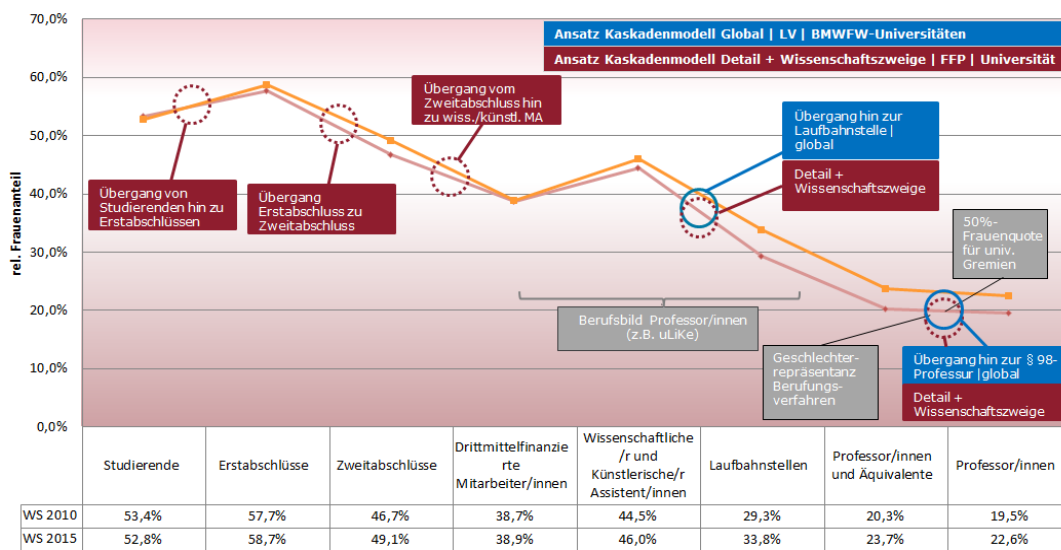 70,0%
60,0%
50,0%
40,0%
30,0%
20,0%
10,0%
0,0%
rel. Frauenanteil
Ansatz Kaskadenmodell Global | LV | BMWFW-Universitäten
Ansatz Kaskadenmodell Detail + Wissenschaftszweige | FFP | Universität
Übergang vom
Zweitabschluss hin
zu wiss./künstl. MA
Übergang hin zur
Laufbahnstelle |
global
Detail +
Wissenschaftszweige
Übergang von
Studierenden hin zu
Erstabschlüssen
Übergang
Erstabschluss zu
Zweitabschluss
50%-
Frauenquote
für univ.
Gremien
Berufsbild Professor/innen
(z.B. uLiKe)
Geschlechter-
repräsentanz
Berufungs-
verfahren
Übergang hin zur § 98-
Professur |global
Detail +
Wissenschaftszweige
Studierende
Erstabschlüsse
Zweitabschlüsse
Drittmittelfinanzie
rte
Mitarbeiter/innen
Wissenschaftliche
/r und
Künstlerische/r
Assistent/innen
Laufbahnstellen
Professor/innen
und Äquivalente
Professor/innen
WS 2010 53,4% 57,7% 46,7% 38,7% 44,5% 29,3% 20,3% 19,5%
WS 2015 52,8% 58,7% 49,1% 38,9% 46,0% 33,8% 23,7% 22,6%